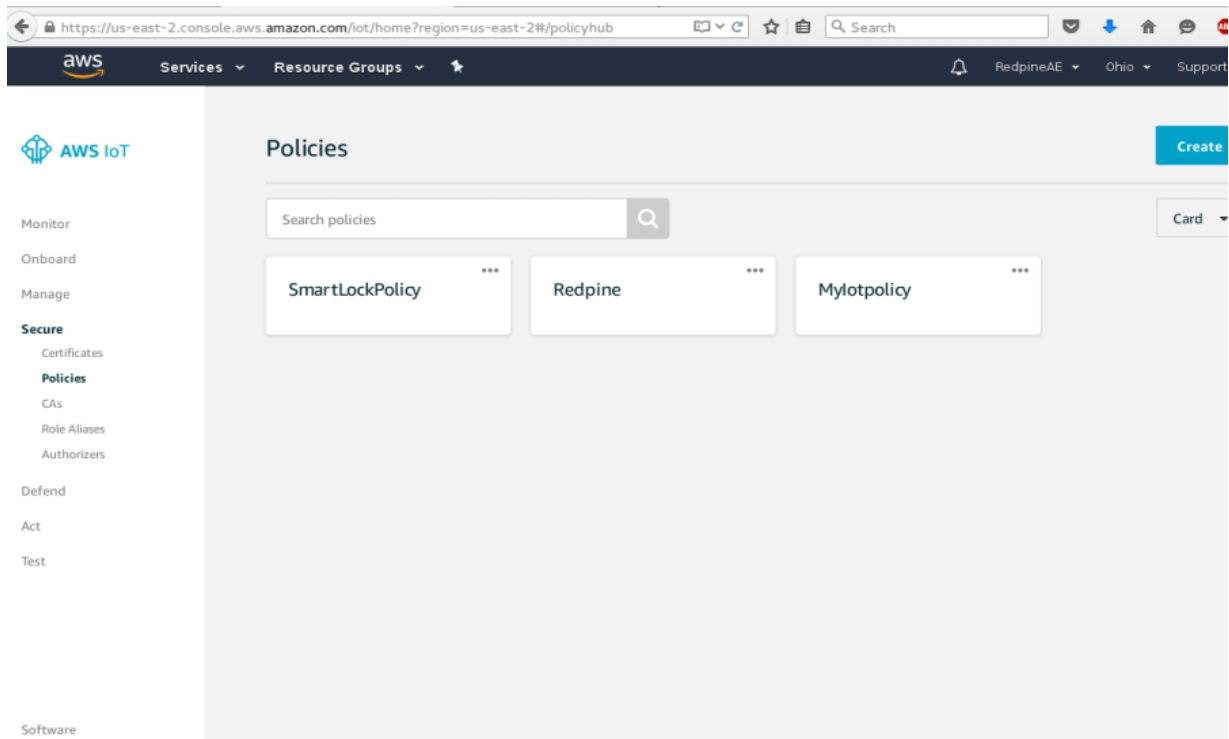 https://us-east-2.console.aws.amazon.com/iot/home?region=us-east-2#/policyhub Search
aws Services Resource Groups RedpineAE Ohio Support
AWS IoT
Policies
Create
Search policies
Card
Monitor
Onboard
Manage
Secure
Certificates
Policies
CAs
Role Aliases
Authorizers
Defend
Act
Test
Software
SmartLockPolicy
Redpine
MyIotpolicy